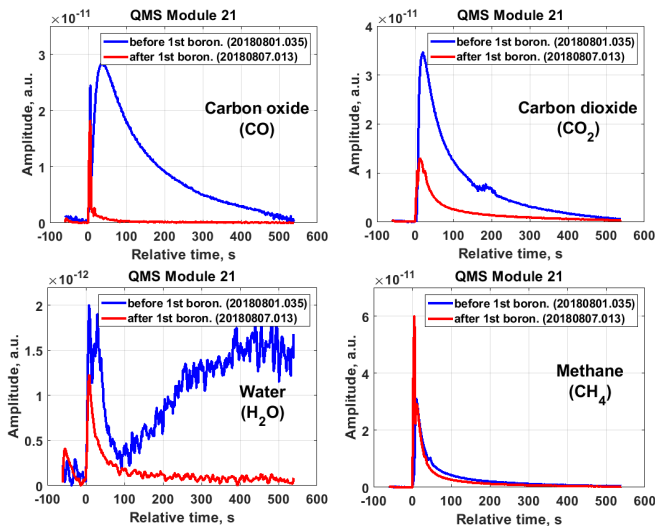 QMS Module 21
×10-11
before 1st boron. (20180801.035)
after 1st boron. (20180807.013)
Carbon oxide
(CO)
Amplitude, a.u.
3
2
1
0
-100 0 100 200 300 400 500 600
Relative time, s
QMS Module 21
×10-11
before 1st boron. (20180801.035)
after 1st boron. (20180807.013)
Carbon dioxide
(CO2)
Amplitude, a.u.
4
3
2
1
0
-100 0 100 200 300 400 500 600
Relative time, s
QMS Module 21
×10-12
before 1st boron. (20180801.035)
after 1st boron. (20180807.013)
Water
(H2O)
Amplitude, a.u.
2
1.5
1
0.5
0
-100 0 100 200 300 400 500 600
Relative time, s
QMS Module 21
×10-11
before 1st boron. (20180801.035)
after 1st boron. (20180807.013)
Methane
(CH4)
Amplitude, a.u.
6
4
2
0
-100 0 100 200 300 400 500 600
Relative time, s